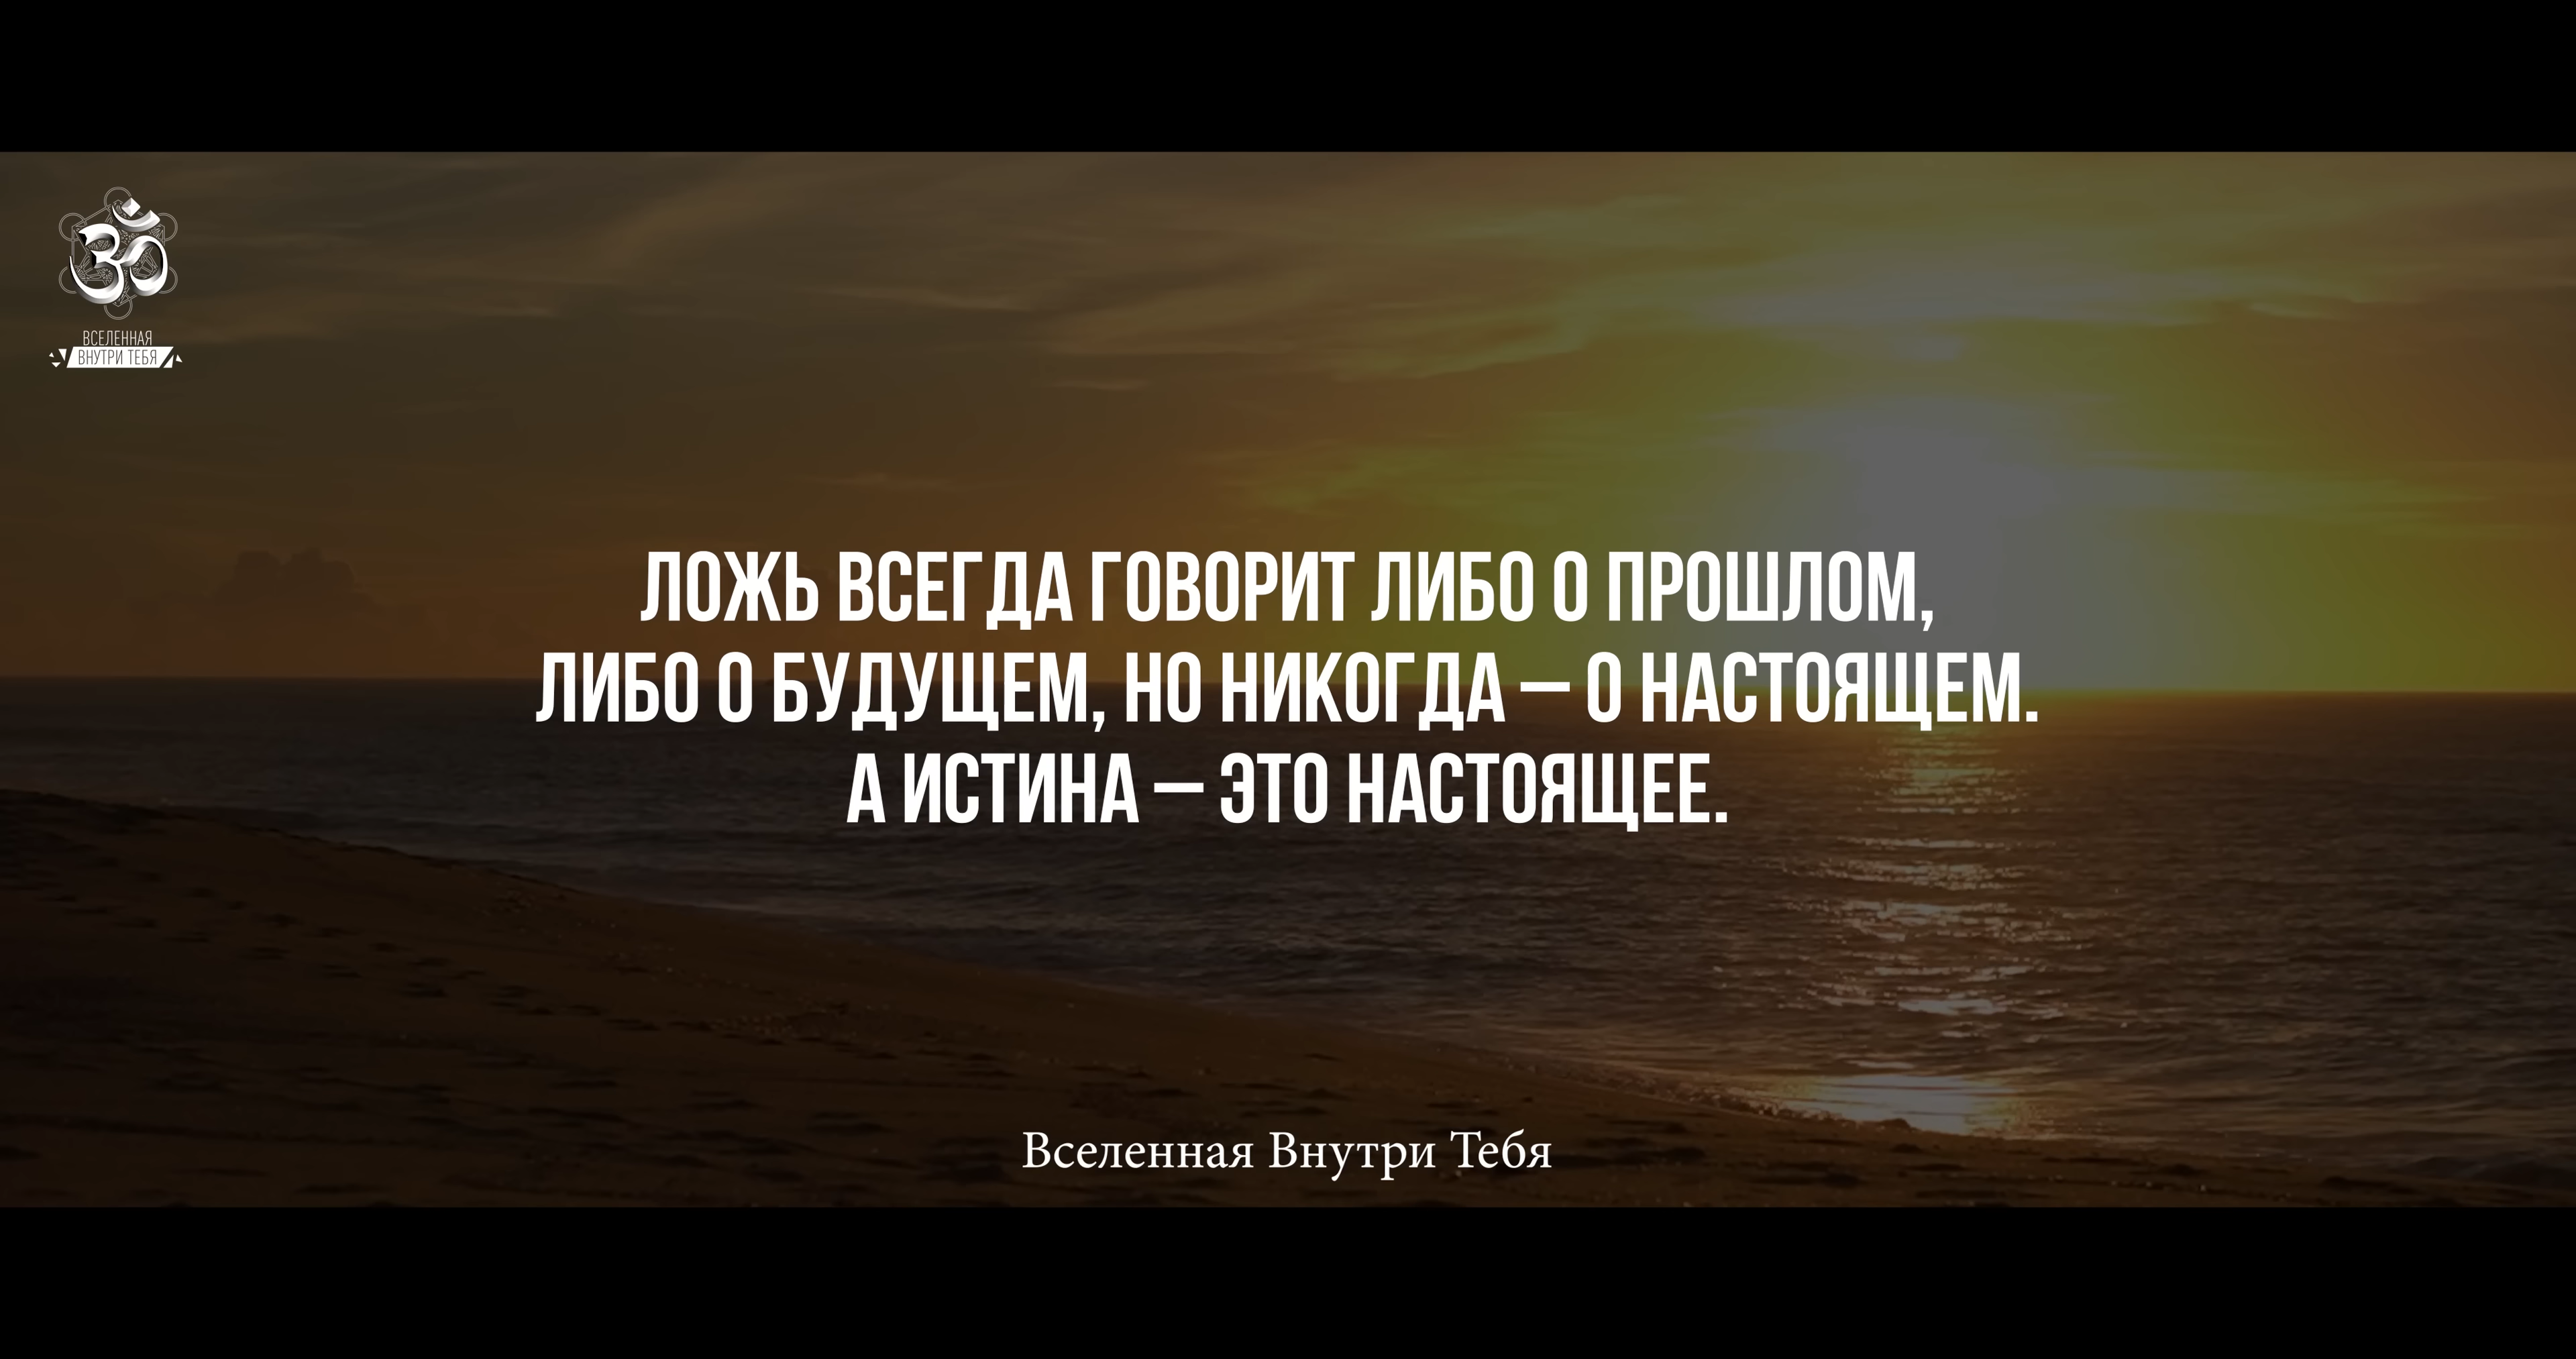 ВСЕЛЕННАЯ
ВНУТРИ ТЕБЯ
ЛОЖЬ ВСЕГДА ГОВОРИТ ЛИБО О ПРОШЛОМ,
ЛИБО О БУДУЩЕМ, НО НИКОГДА — О НАСТОЯЩЕМ.
А ИСТИНА — ЭТО НАСТОЯЩЕЕ.
Вселенная Внутри Тебя